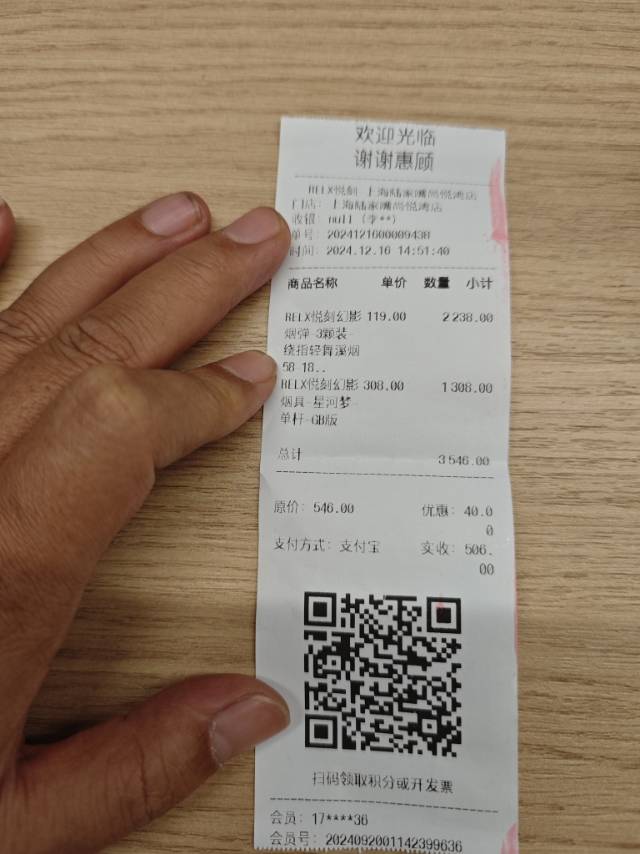 欢迎光临
谢谢惠顾
RELX悦刻 上海陆家嘴尚悦湾店
门店: 上海陆家嘴尚悦湾店
收银: null (李**)
单号: 2024121600009438
时间: 2024.12.16 14:51:40
商品名称 单价 数量 小计
RELX悦刻幻影 119.00 2 238.00
烟弹-3颗装-
绕指轻舞溪烟
58-18..
RELX悦刻幻影 308.00 1 308.00
烟具-星河梦-
单杆-GB版
总计 3 546.00
原价: 546.00 优惠: 40.0
0
支付方式: 支付宝 实收: 506.
00
扫码领取积分或开发票
会员: 17****36
会员号: 2024092001142399636